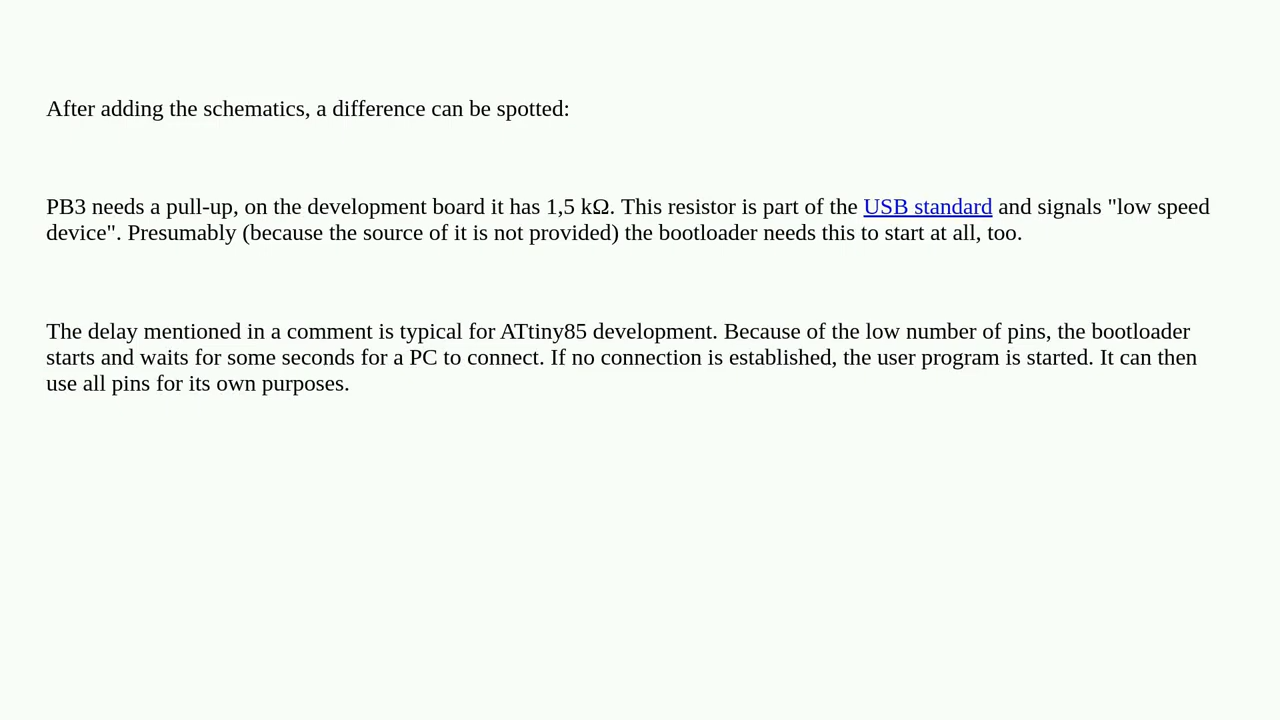 After adding the schematics, a difference can be spotted:
PB3 needs a pull-up, on the development board it has 1,5 kΩ. This resistor is part of the USB standard and signals "low speed
device". Presumably (because the source of it is not provided) the bootloader needs this to start at all, too.
The delay mentioned in a comment is typical for ATtiny85 development. Because of the low number of pins, the bootloader
starts and waits for some seconds for a PC to connect. If no connection is established, the user program is started. It can then
use all pins for its own purposes.